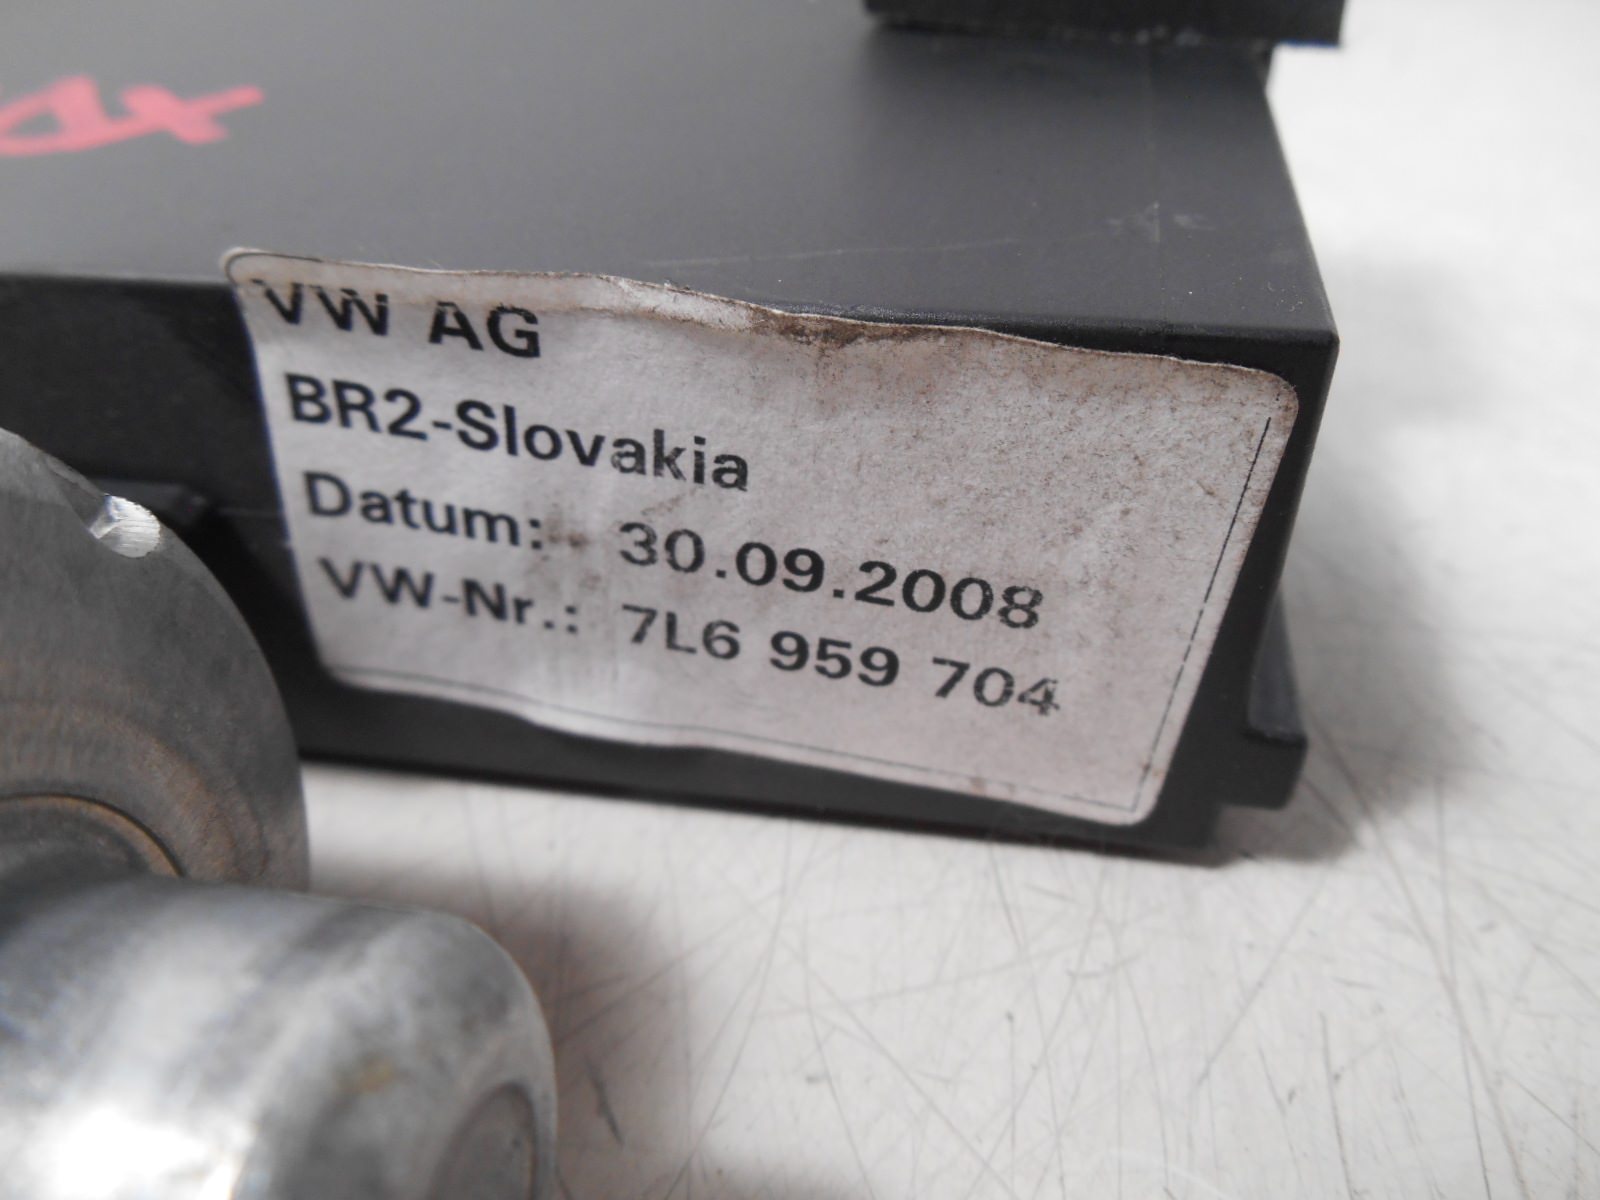 VW AG
BR2-Slovakia
Datum: 30.09.2008
VW-Nr.: 7L6 959 704